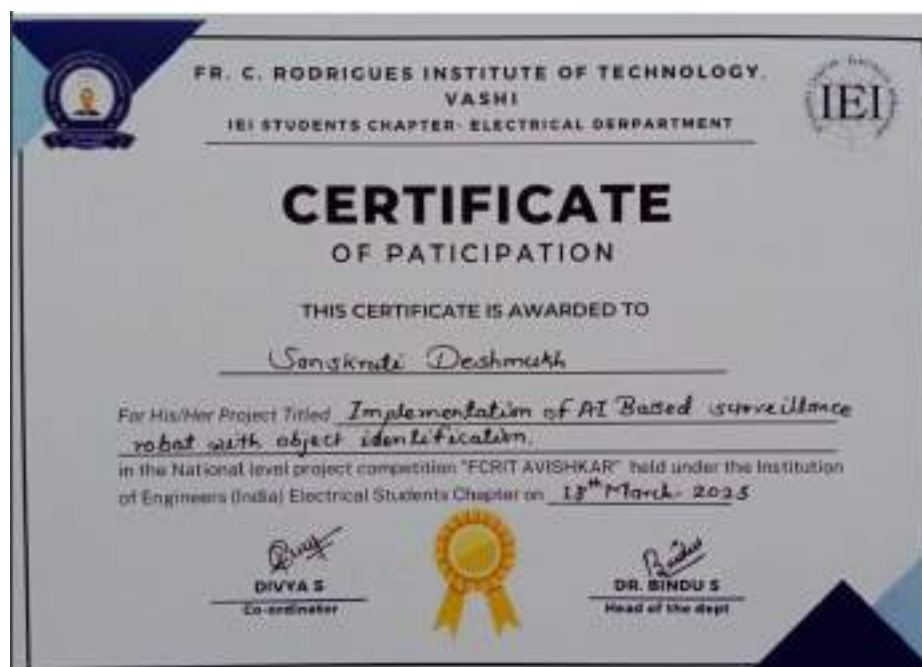 FR. C. RODRIGUES INSTITUTE OF TECHNOLOGY,
VASHI
IEI STUDENTS CHAPTER- ELECTRICAL DERPARTMENT
IEI
CERTIFICATE
OF PATICIPATION
THIS CERTIFICATE IS AWARDED TO
Sanskruti Deshmukh
For His/Her Project Titled Implementation of AI Based surveillance
robot with object identification.
in the National level project competition "FCRIT AVISHKAR" held under the Institution
of Engineers (India) Electrical Students Chapter on March- 2025
DIVYA S
Co-ordinator
DR. BINDU S
Head of the dept